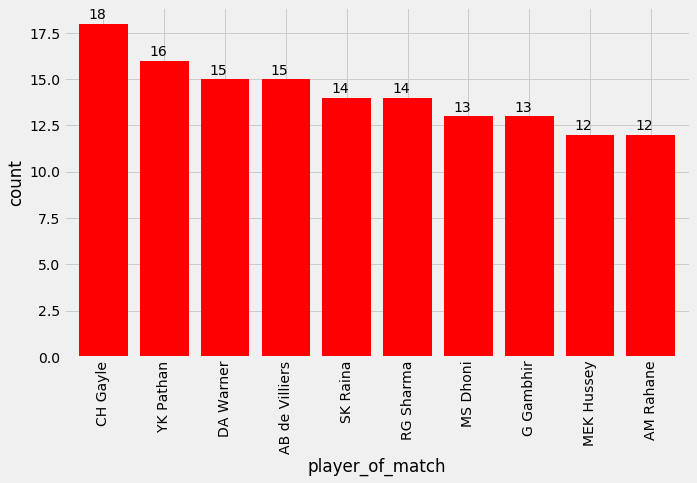 18
16
15
15
14
14
13
13
12
12
17.5
15.0
12.5
10.0
7.5
5.0
2.5
0.0
count
CH Gayle
YK Pathan
DA Warner
AB de Villiers
SK Raina
RG Sharma
MS Dhoni
G Gambhir
MEK Hussey
AM Rahane
player_of_match